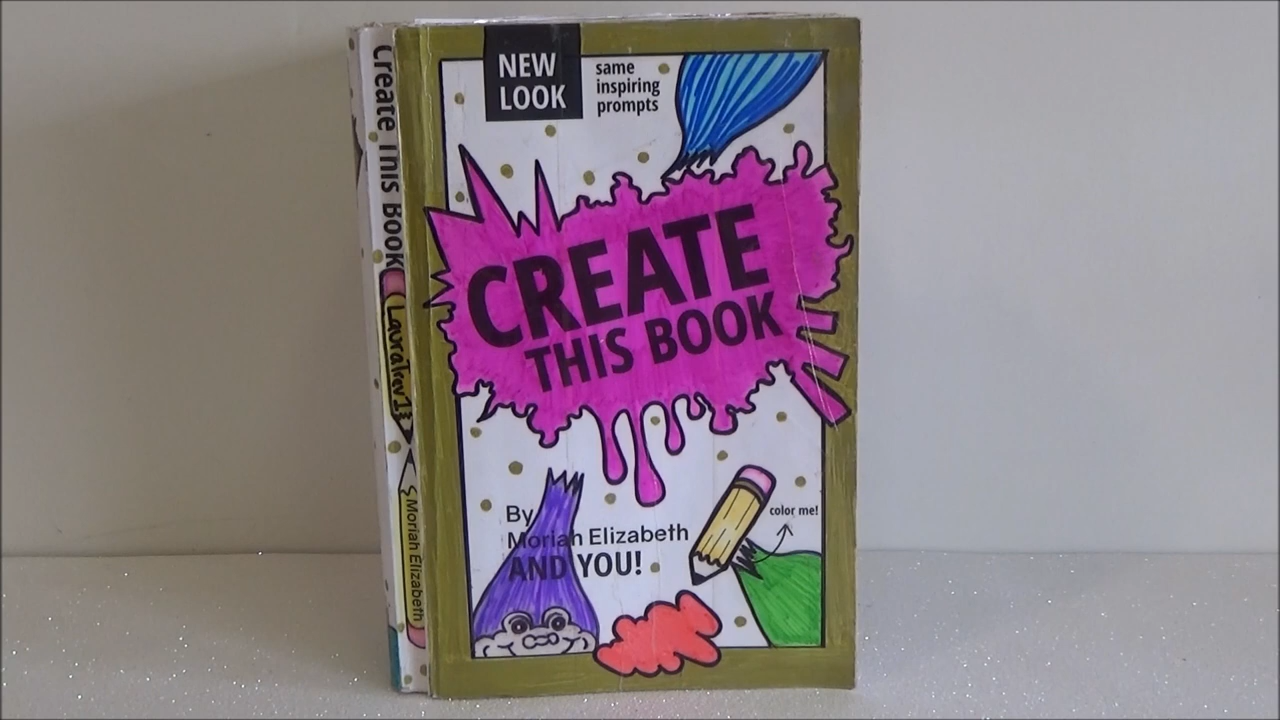 NEW
LOOK
same
inspiring
prompts
CREATE
THIS BOOK
By
Moriah Elizabeth
AND YOU!
color me!
Create This Book
LauraTrev13
Moriah Elizabeth